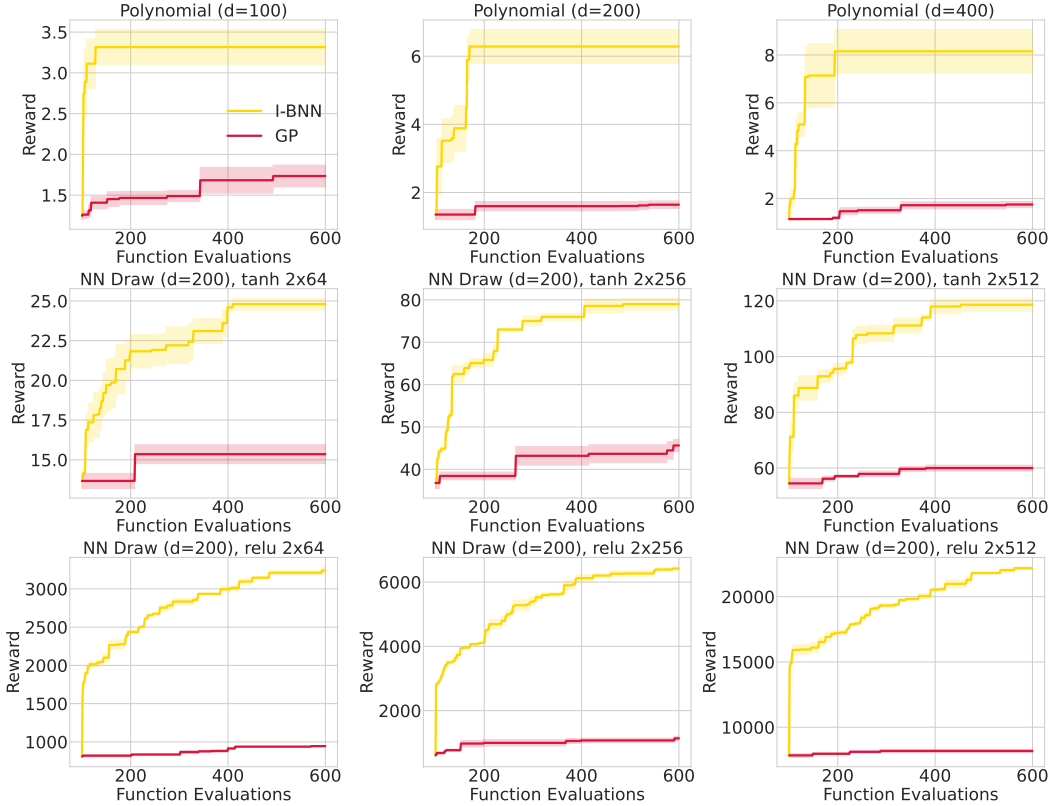 Polynomial (d=100)
Reward
3.5
3.0
2.5
2.0
1.5
I-BNN
GP
200
400
600
Function Evaluations
Polynomial (d=200)
Reward
6
4
2
200
400
600
Function Evaluations
Polynomial (d=400)
Reward
8
6
4
2
200
400
600
Function Evaluations
NN Draw (d=200), tanh 2x64
Reward
25.0
22.5
20.0
17.5
15.0
200
400
600
Function Evaluations
NN Draw (d=200), tanh 2x256
Reward
80
70
60
50
40
200
400
600
Function Evaluations
NN Draw (d=200), tanh 2x512
Reward
120
100
80
60
200
400
600
Function Evaluations
NN Draw (d=200), relu 2x64
Reward
3000
2500
2000
1500
1000
200
400
600
Function Evaluations
NN Draw (d=200), relu 2x256
Reward
6000
4000
2000
200
400
600
Function Evaluations
NN Draw (d=200), relu 2x512
Reward
20000
15000
10000
200
400
600
Function Evaluations